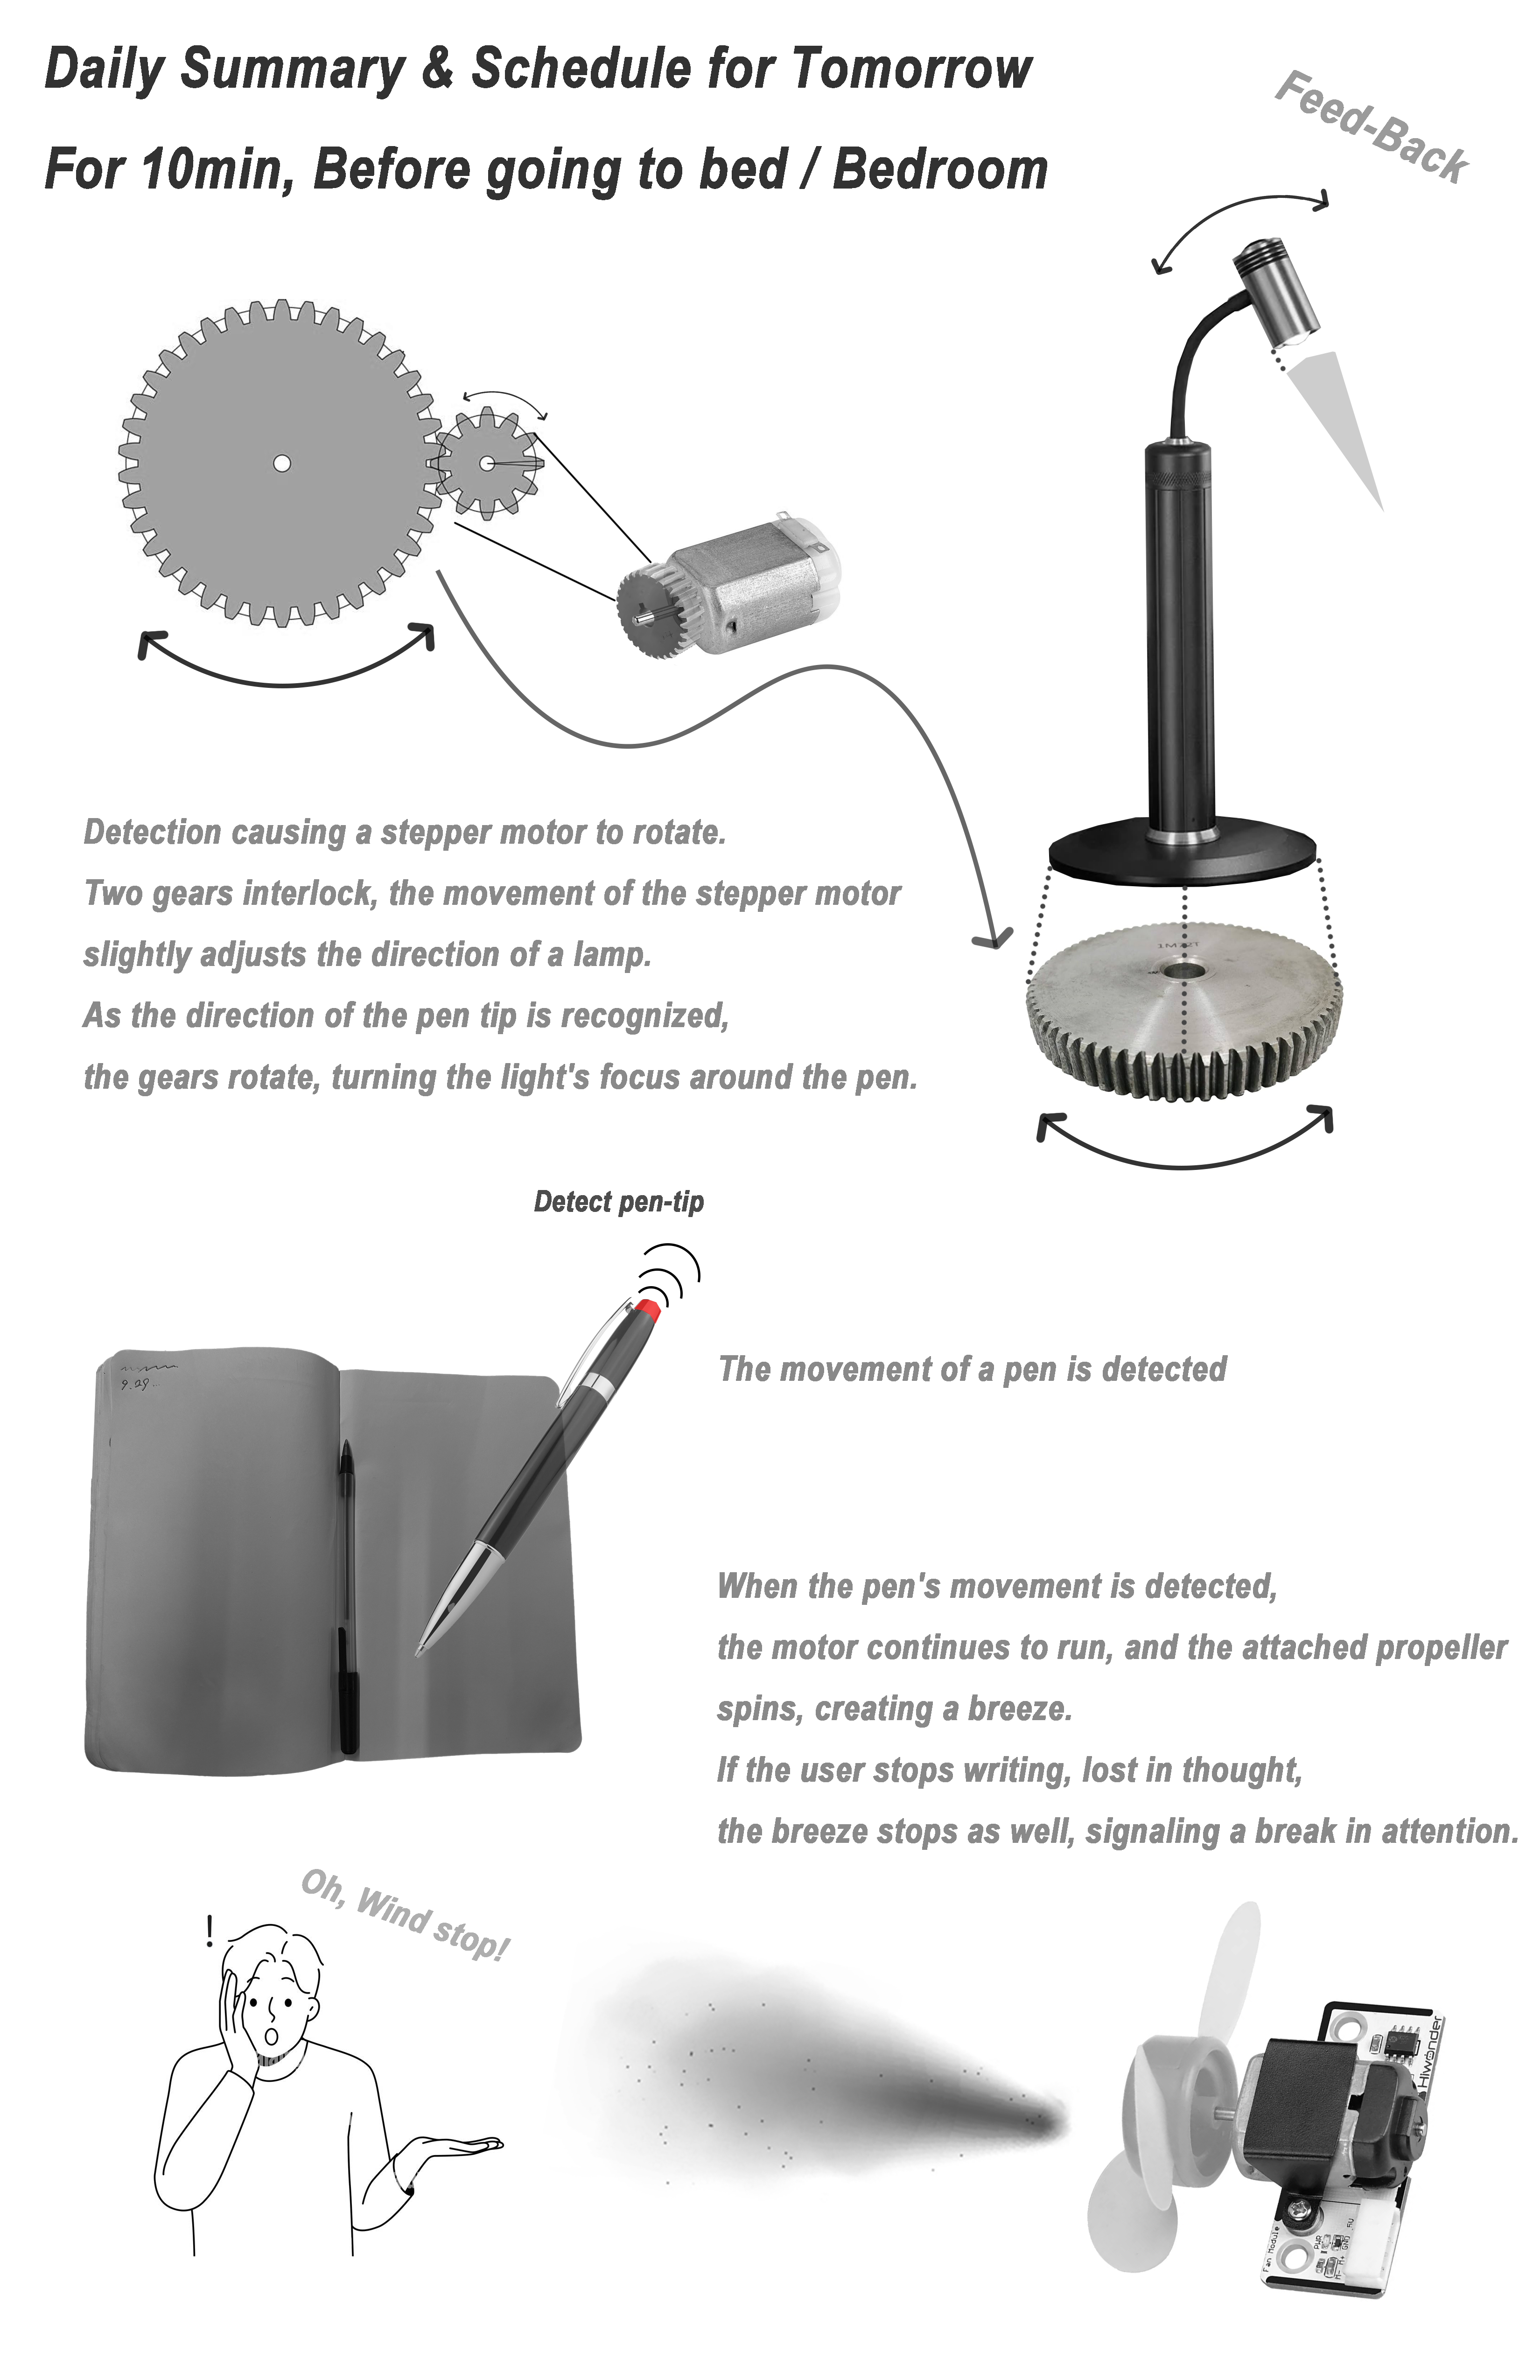 Daily Summary & Schedule for Tomorrow
For 10min, Before going to bed / Bedroom
Feed-Back
Detection causing a stepper motor to rotate.
Two gears interlock, the movement of the stepper motor
slightly adjusts the direction of a lamp.
As the direction of the pen tip is recognized,
the gears rotate, turning the light's focus around the pen.
Detect pen-tip
9.29...
The movement of a pen is detected
When the pen's movement is detected,
the motor continues to run, and the attached propeller
spins, creating a breeze.
If the user stops writing, lost in thought,
the breeze stops as well, signaling a break in attention.
Oh, Wind stop!
!
Hiwonder
Fan Module
PWR
GND
M+
M-